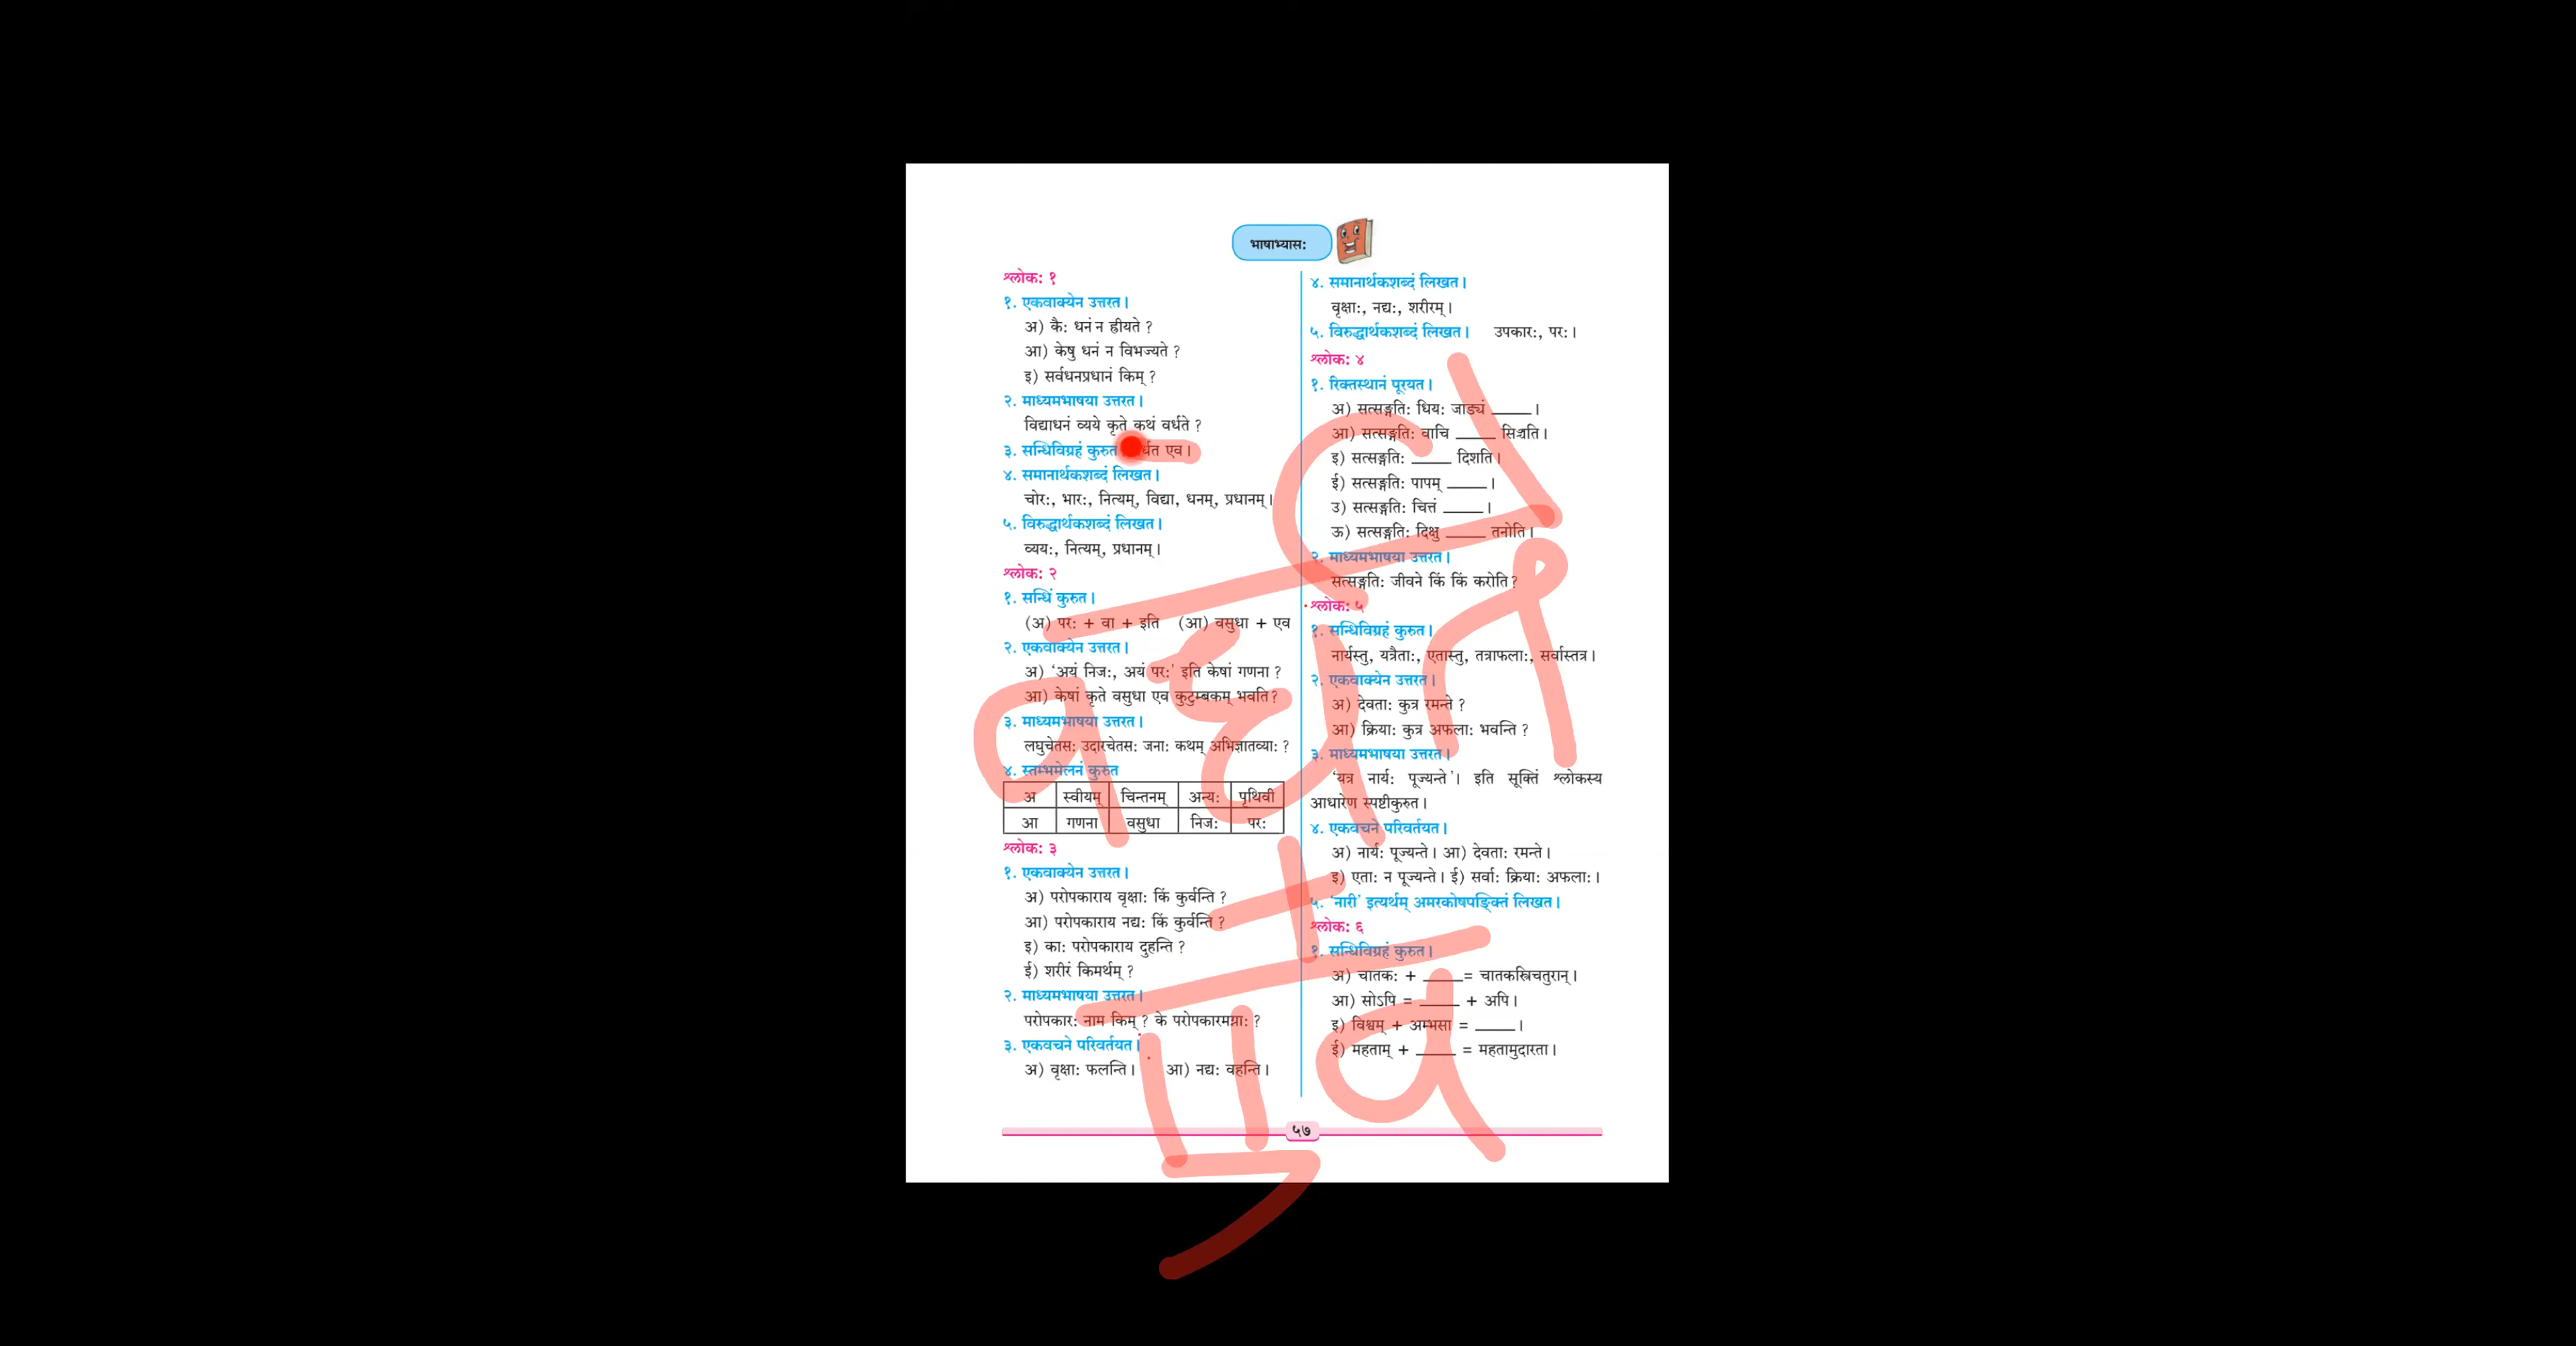 भाषाभ्यासः
श्लोकः १
१. एकवाक्येन उत्तरत।
अ) कैः धनं न ह्रीयते ?
आ) केषु धनं न विभज्यते ?
इ) सर्वधनप्रधानं किम् ?
२. माध्यमभाषया उत्तरत।
विद्याधनं व्यये कृते कथं वर्धते ?
३. सन्धिविग्रहं कुरुत
एव।
४. समानार्थकशब्दं लिखत।
चोरः, भारः, नित्यम्, विद्या, धनम्, प्रधानम्।
५. विरुद्धार्थकशब्दं लिखत।
व्ययः, नित्यम्, प्रधानम्।
श्लोकः २
१. सन्धिं कुरुत।
(अ) परः + वा + इति (आ) वसुधा + एव
२. एकवाक्येन उत्तरत।
अ) ‘अयं निजः, अयं परः’ इति केषां गणना ?
आ) केषां कृते वसुधा एव कुटुम्बकम् भवति ?
३. माध्यमभाषया उत्तरत।
लघुचेतसः उदारचेतसः जनाः कथम् अभिज्ञातव्याः ?
४. स्तम्भमेलनं कुरुत
अ स्वीयम् चिन्तनम् अन्यः पृथिवी
आ गणना वसुधा निजः परः
श्लोकः ३
१. एकवाक्येन उत्तरत।
अ) परोपकाराय वृक्षाः किं कुर्वन्ति ?
आ) परोपकाराय नद्यः किं कुर्वन्ति ?
इ) काः परोपकाराय दुहन्ति ?
ई) शरीरं किमर्थम् ?
२. माध्यमभाषया उत्तरत।
परोपकारः नाम किम् ? के परोपकारमग्नाः ?
३. एकवचने परिवर्तयत।
अ) वृक्षाः फलन्ति। आ) नद्यः वहन्ति।
४. समानार्थकशब्दं लिखत।
वृक्षाः, नद्यः, शरीरम्।
५. विरुद्धार्थकशब्दं लिखत। उपकारः, परः।
श्लोकः ४
१. रिक्तस्थानं पूरयत।
अ) सत्सङ्गतिः धियः जाड्यं _____।
आ) सत्सङ्गतिः वाचि _____ सिञ्चति।
इ) सत्सङ्गतिः _____ दिशति।
ई) सत्सङ्गतिः पापम् _____।
उ) सत्सङ्गतिः चित्तं _____।
ऊ) सत्सङ्गतिः दिक्षु _____ तनोति।
२. माध्यमभाषया उत्तरत।
सत्सङ्गतिः जीवने किं किं करोति ?
श्लोकः ५
१. सन्धिविग्रहं कुरुत।
नार्यस्तु, यत्रैताः, एतास्तु, तत्राफलाः, सर्वास्तत्र।
२. एकवाक्येन उत्तरत।
अ) देवताः कुत्र रमन्ते ?
आ) क्रियाः कुत्र अफलाः भवन्ति ?
३. माध्यमभाषया उत्तरत।
‘यत्र नार्यः पूज्यन्ते’। इति सूक्तिं श्लोकस्य
आधारेण स्पष्टीकुरुत।
४. एकवचने परिवर्तयत।
अ) नार्यः पूज्यन्ते। आ) देवताः रमन्ते।
इ) एताः न पूज्यन्ते। ई) सर्वाः क्रियाः अफलाः।
५. ‘नारी’ इत्यर्थम् अमरकोषपङ्क्तिं लिखत।
श्लोकः ६
१. सन्धिविग्रहं कुरुत।
अ) चातकः + _____= चातकस्त्रिचतुरान्।
आ) सोऽपि = _____ + अपि।
इ) विश्वम् + अम्भसा = _____।
ई) महताम् + _____ = महतामुदारता।
५७
वर्धते
+
एव